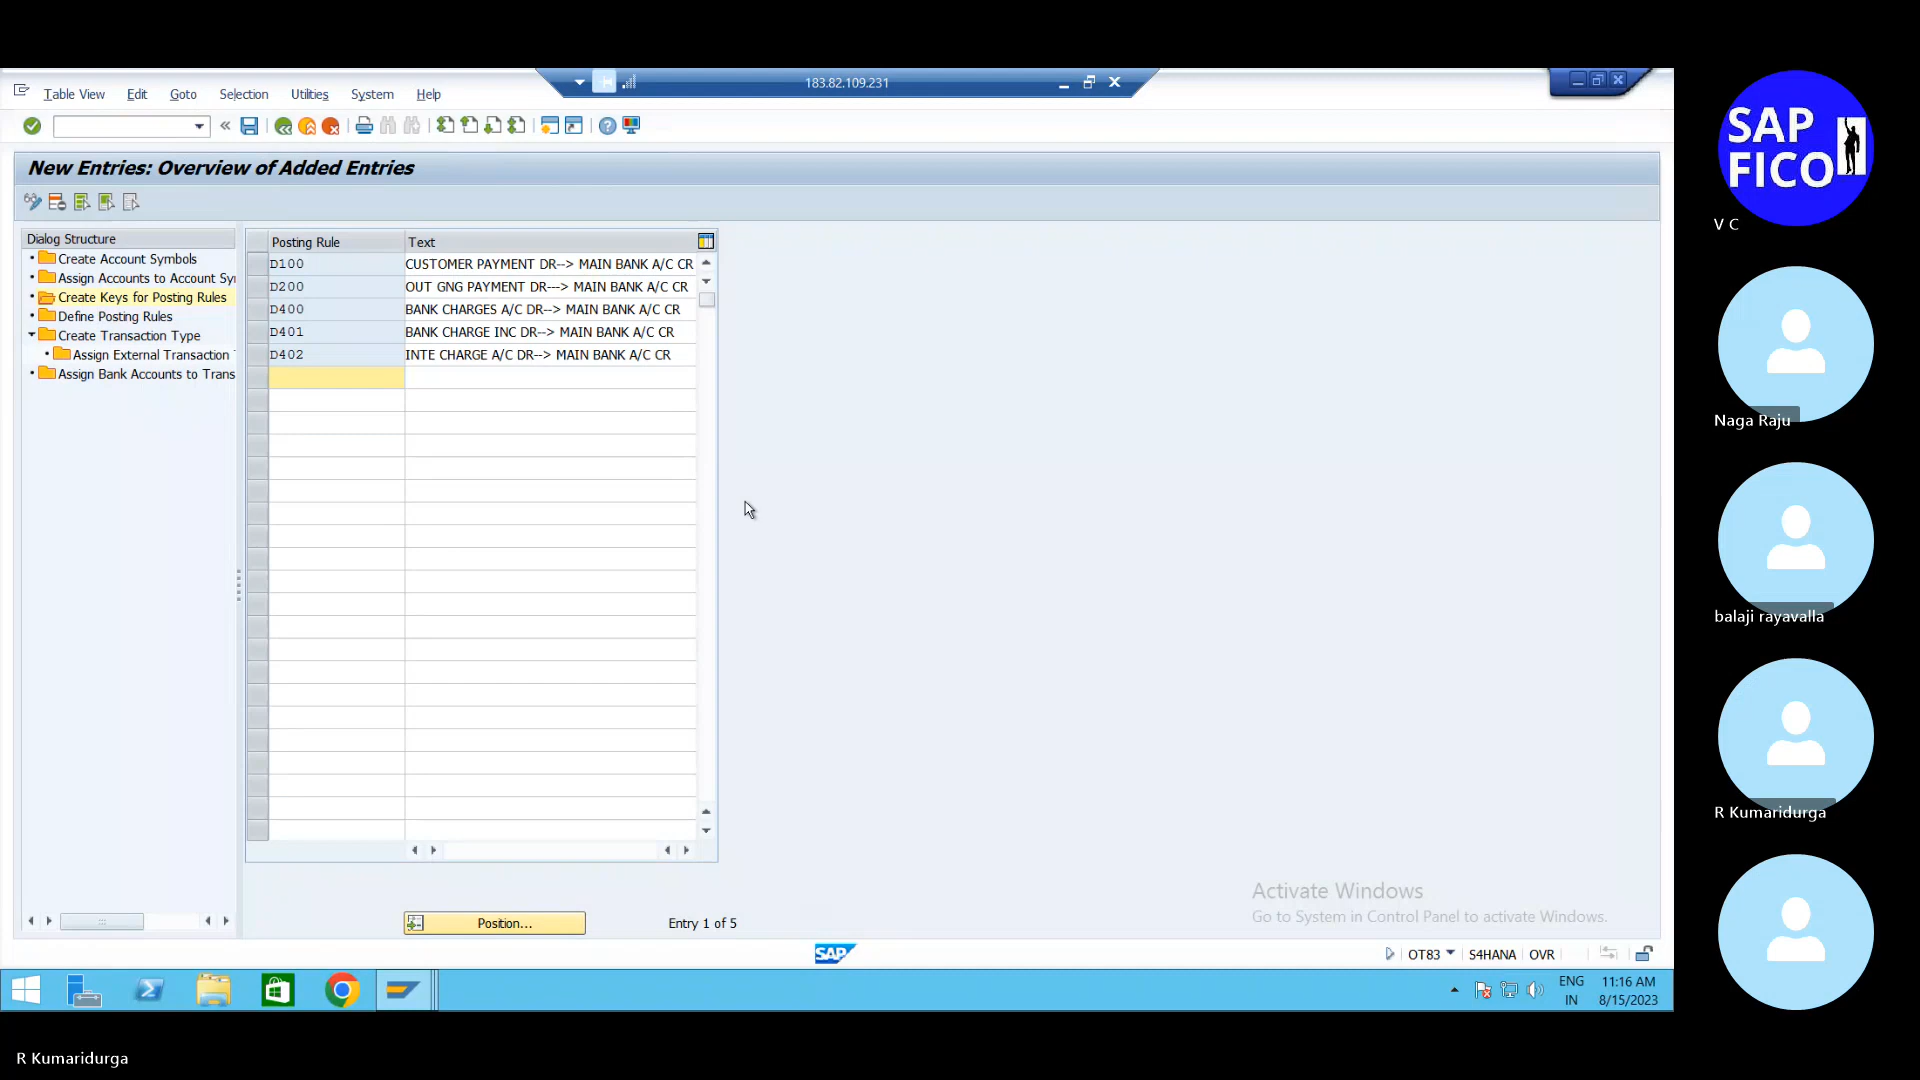 183.82.109.231
Table View Edit Goto Selection Utilities System Help
New Entries: Overview of Added Entries
Dialog Structure
Create Account Symbols
Assign Accounts to Account Sy
Create Keys for Posting Rules
Define Posting Rules
Create Transaction Type
Assign External Transaction
Assign Bank Accounts to Trans
Posting Rule Text
D100 CUSTOMER PAYMENT DR--> MAIN BANK A/C CR
D200 OUT GNG PAYMENT DR---> MAIN BANK A/C CR
D400 BANK CHARGES A/C DR--> MAIN BANK A/C CR
D401 BANK CHARGE INC DR--> MAIN BANK A/C CR
D402 INTE CHARGE A/C DR--> MAIN BANK A/C CR
Position... Entry 1 of 5
Activate Windows
Go to System in Control Panel to activate Windows.
SAP
OT83 S4HANA OVR
ENG
IN
11:16 AM
8/15/2023
SAP
FICO
V C
Naga Raju
balaji rayavalla
R Kumaridurga
R Kumaridurga